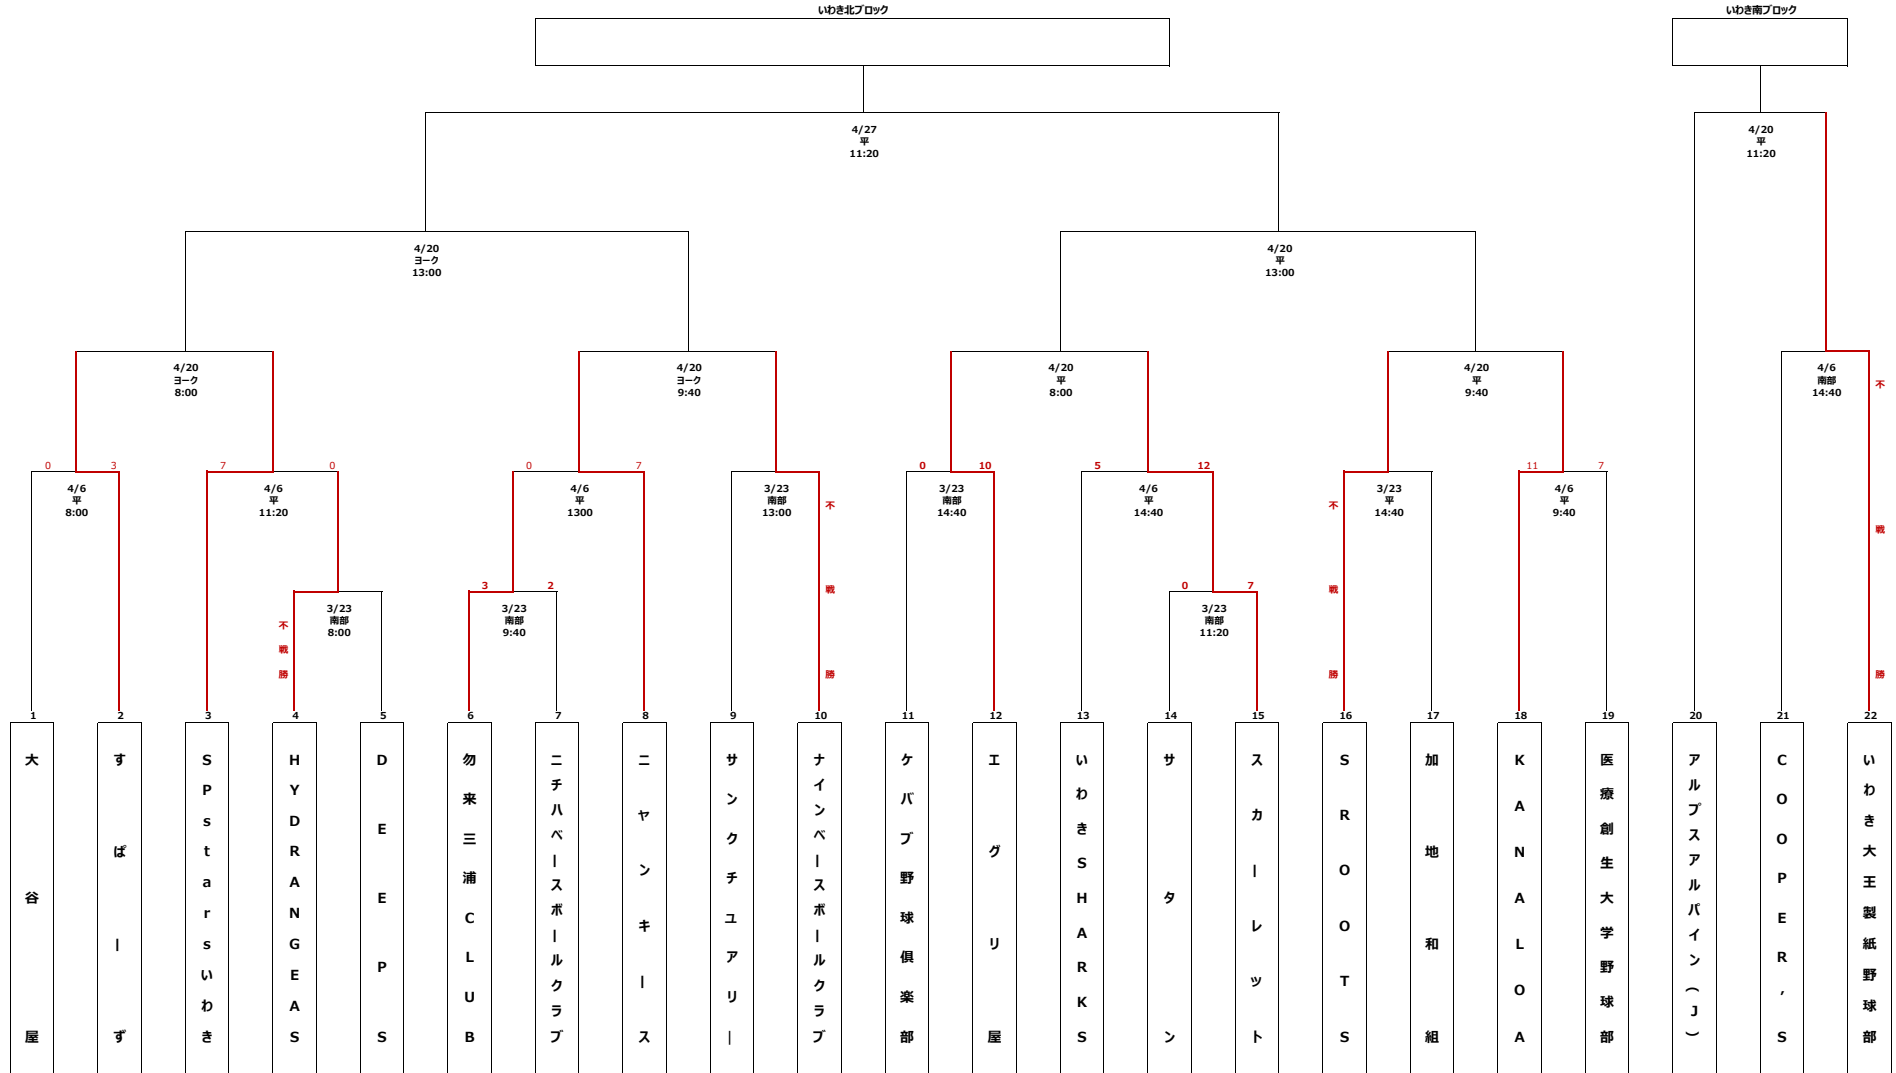 いわき北ブロック
いわき南ブロック
4/27
平
11:20
4/20
平
11:20
4/20
ヨーク
13:00
4/20
平
13:00
4/20
ヨーク
8:00
4/20
ヨーク
9:40
4/20
平
8:00
4/20
平
9:40
4/6
南部
14:40
不
戦
勝
0 3
4/6
平
8:00
7 0
4/6
平
11:20
0 7
4/6
平
1300
3/23
南部
13:00
不
戦
勝
0 10
3/23
南部
14:40
5 12
4/6
平
14:40
不
戦
勝
3/23
平
14:40
11 7
4/6
平
9:40
不
戦
勝
3/23
南部
8:00
3 2
3/23
南部
9:40
0 7
3/23
南部
11:20
1 2 3 4 5 6 7 8 9 10 11 12 13 14 15 16 17 18 19 20 21 22
大谷屋
すぱーず
SPstarsいわき
HYDRANGEAS
DEEPS
勿来三浦CLUB
ニチハベースボールクラブ
ニヤンキース
サンクチュアリー
ナインベースボールクラブ
ケバブ野球倶楽部
エグリ屋
いわきSHARKS
サタン
スカーレット
SROOTS
加地和組
KANALOA
医療創生大学野球部
アルプスアルパイン(J)
COOPER’S
いわき大王製紙野球部